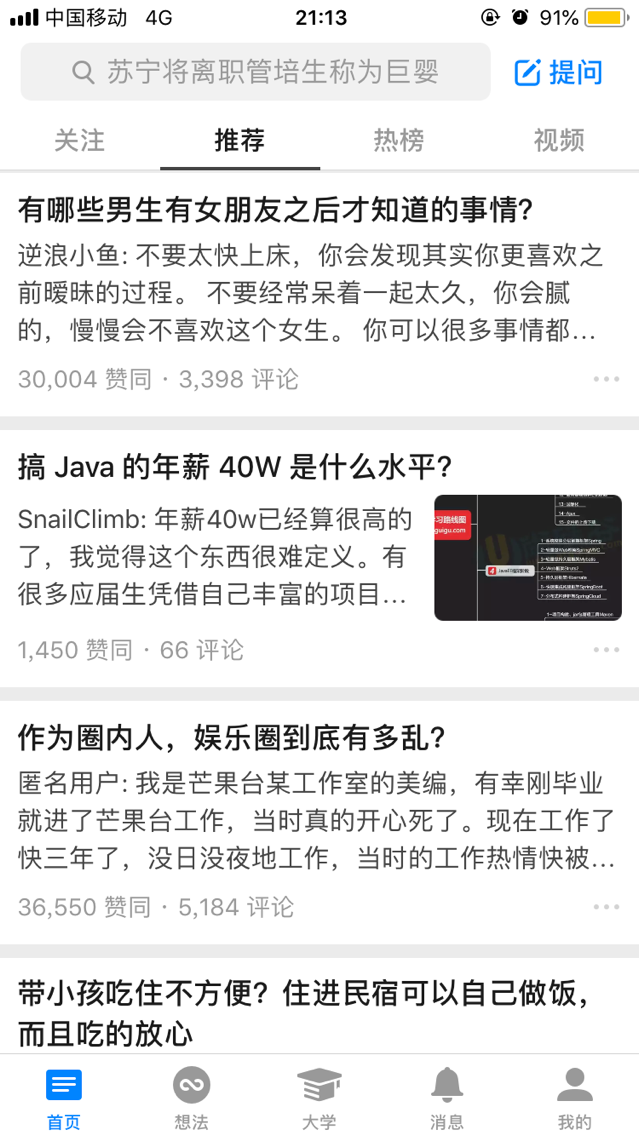 中国移动 4G 21:13 91%
苏宁将离职管培生称为巨婴 提问
关注 推荐 热榜 视频
有哪些男生有女朋友之后才知道的事情?
逆浪小鱼: 不要太快上床，你会发现其实你更喜欢之
前暧昧的过程。 不要经常呆着一起太久，你会腻
的，慢慢会不喜欢这个女生。 你可以很多事情都...
30,004 赞同 · 3,398 评论
搞 Java 的年薪 40W 是什么水平?
SnailClimb: 年薪40w已经算很高的
了，我觉得这个东西很难定义。有
很多应届生凭借自己丰富的项目...
1,450 赞同 · 66 评论
作为圈内人，娱乐圈到底有多乱?
匿名用户: 我是芒果台某工作室的美编，有幸刚毕业
就进了芒果台工作，当时真的开心死了。现在工作了
快三年了，没日没夜地工作，当时的工作热情快被...
36,550 赞同 · 5,184 评论
带小孩吃住不方便？住进民宿可以自己做饭，
而且吃的放心
首页 想法 大学 消息 我的